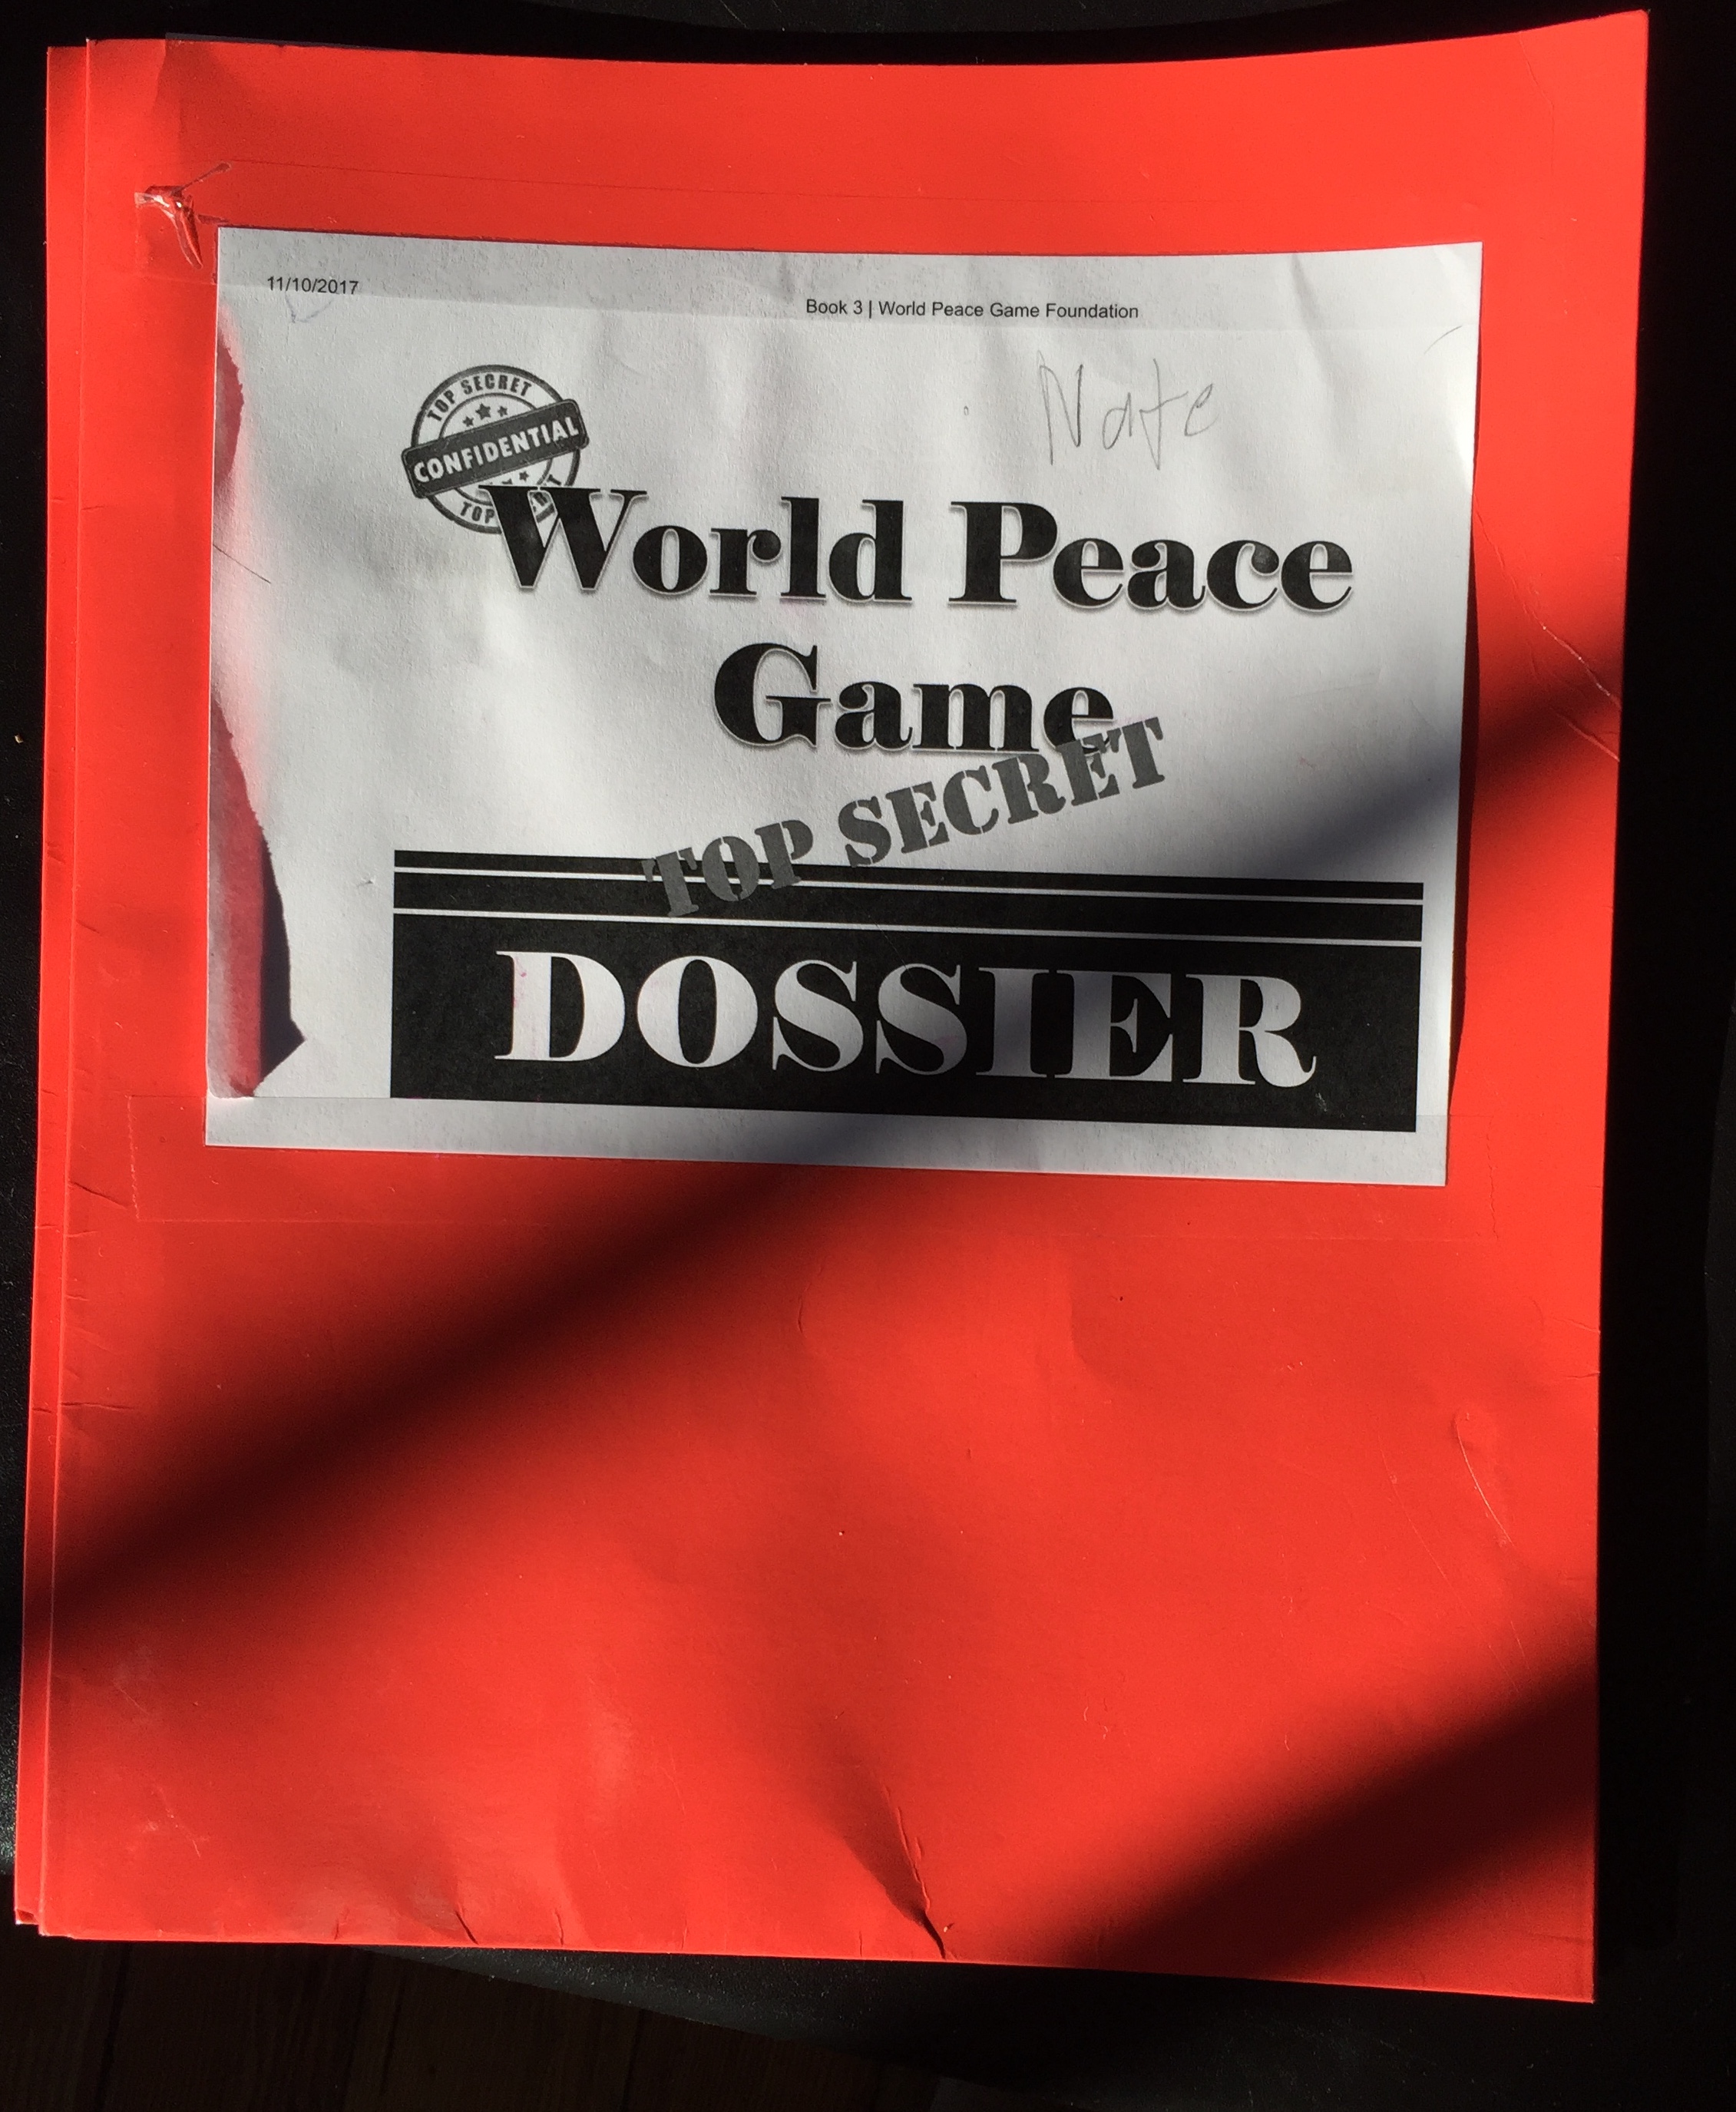 11/10/2017
Book 3 | World Peace Game Foundation
Nate
TOP SECRET
CONFIDENTIAL
TOP
World Peace
Game
TOP SECRET
DOSSIER